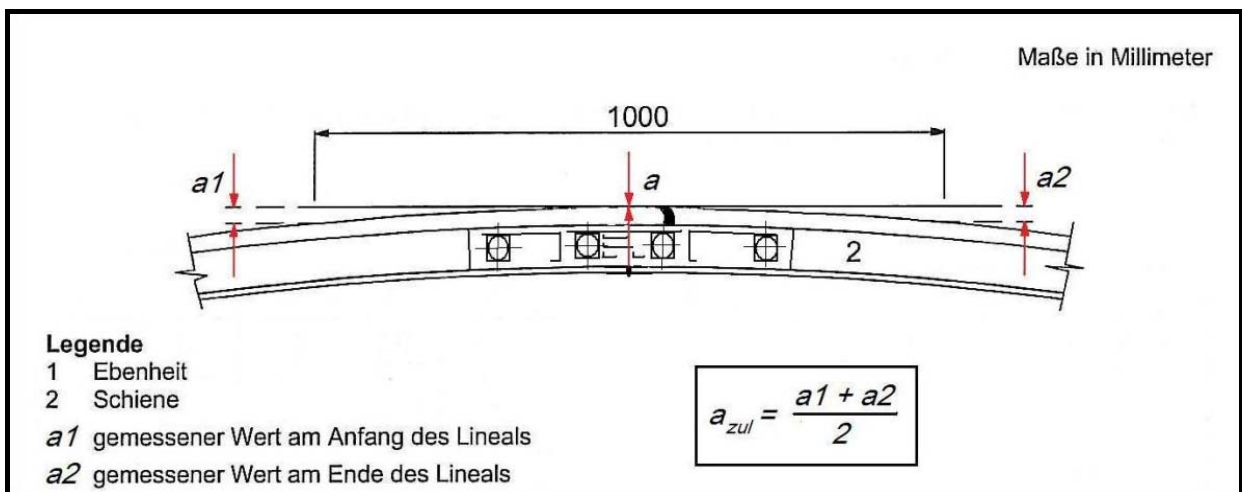 Maße in Millimeter
1000
a1
a
a2
2
Legende
1 Ebenheit
2 Schiene
a1 gemessener Wert am Anfang des Lineals
a2 gemessener Wert am Ende des Lineals
a_zul = (a1 + a2) / 2